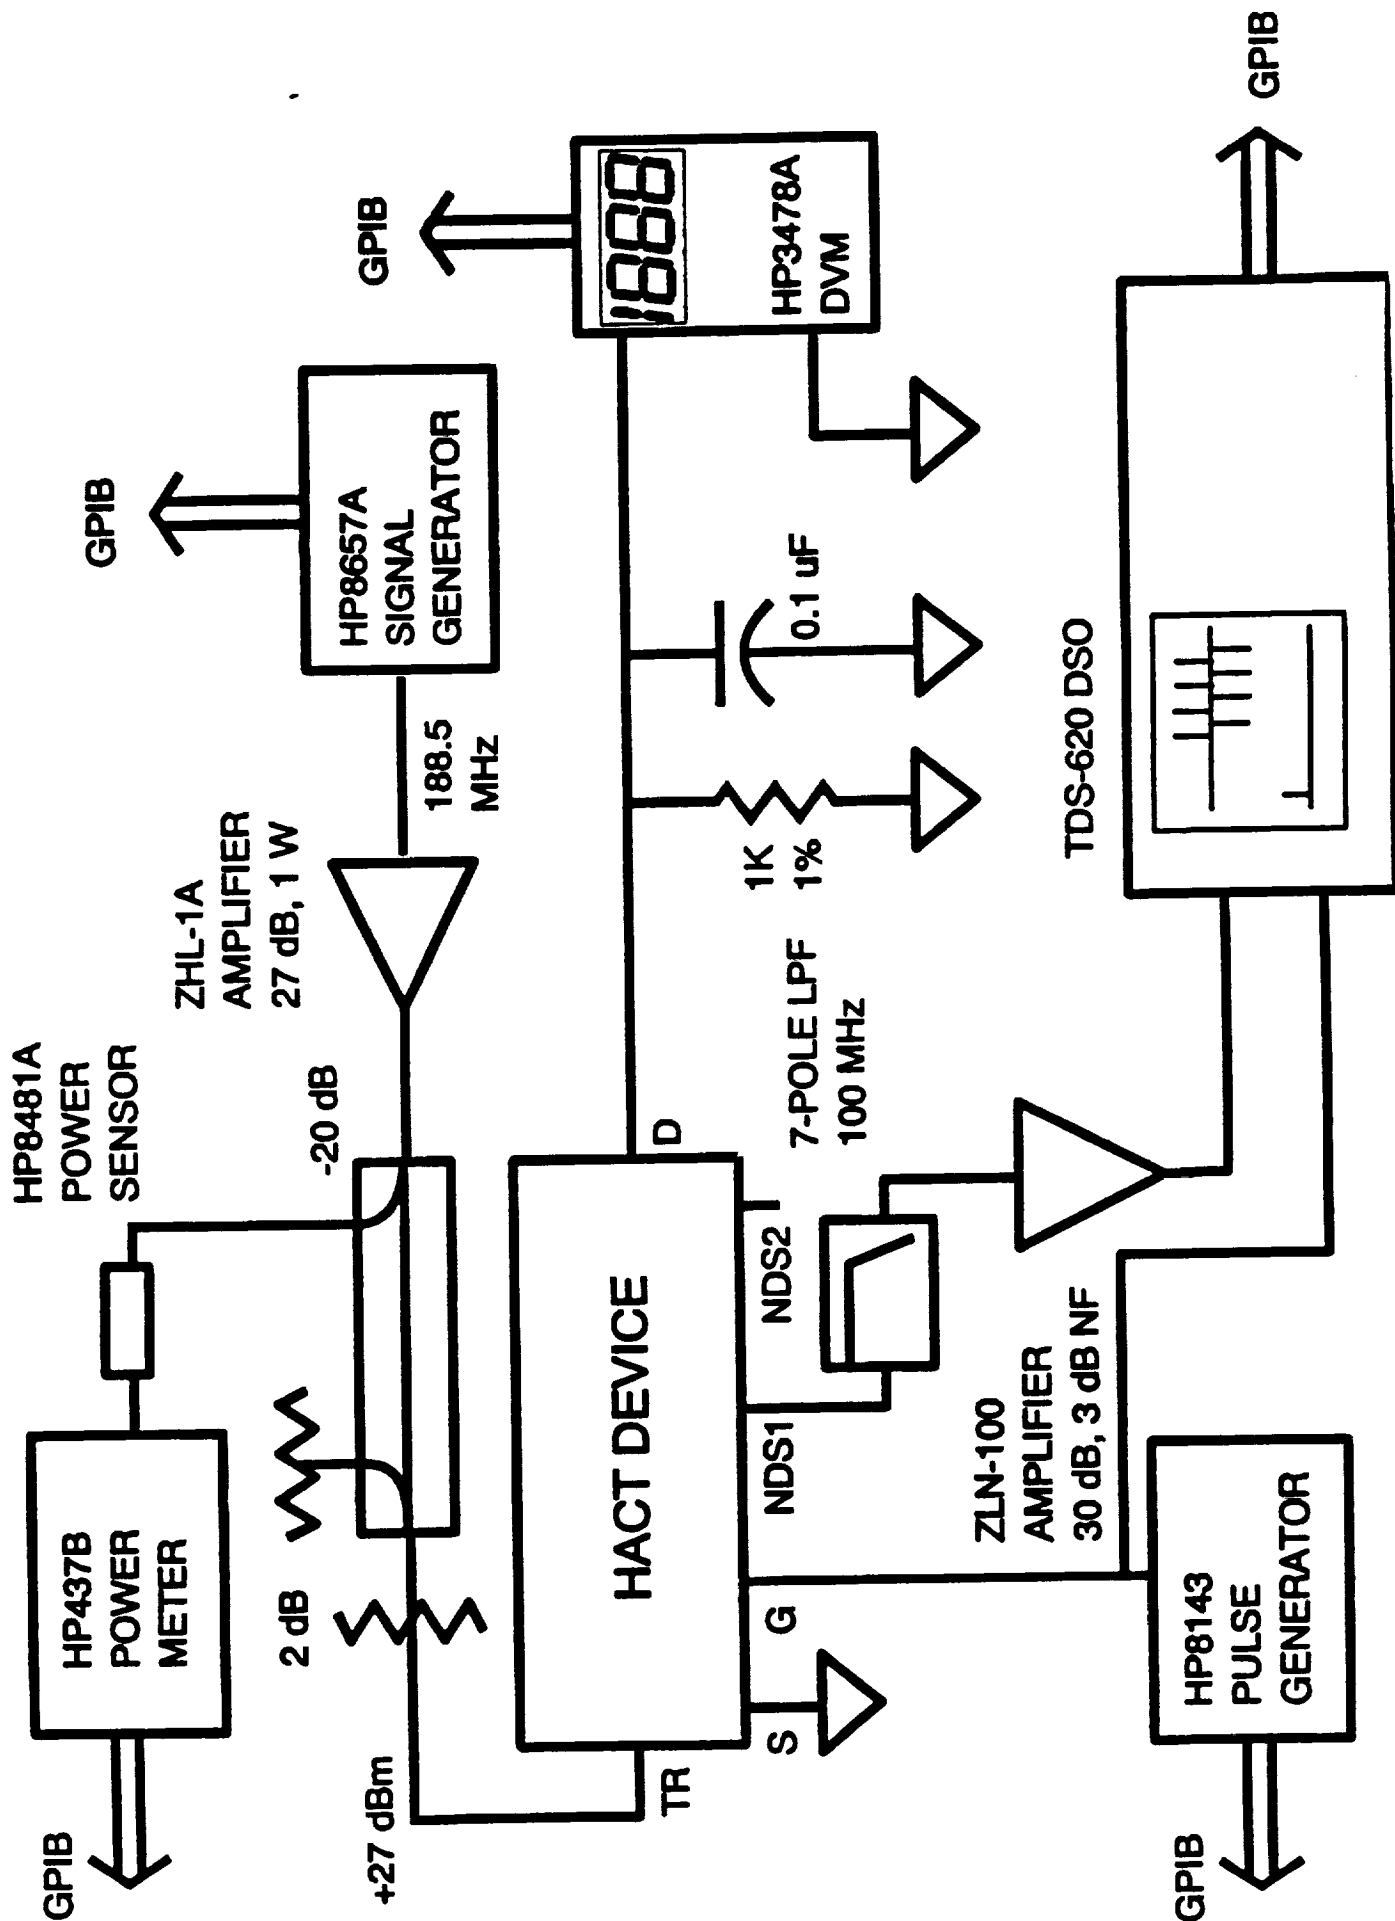 GPIB
HP437B
POWER
METER
HP8481A
POWER
SENSOR
ZHL-1A
AMPLIFIER
27 dB, 1 W
GPIB
HP8657A
SIGNAL
GENERATOR
188.5
MHz
-20 dB
2 dB
+27 dBm
GPIB
1888
HP3478A
DVM
TR
HACT DEVICE
D
S
G
NDS1
NDS2
1K
1%
0.1 uF
7-POLE LPF
100 MHz
ZLN-100
AMPLIFIER
30 dB, 3 dB NF
TDS-620 DSO
GPIB
HP8143
PULSE
GENERATOR
GPIB